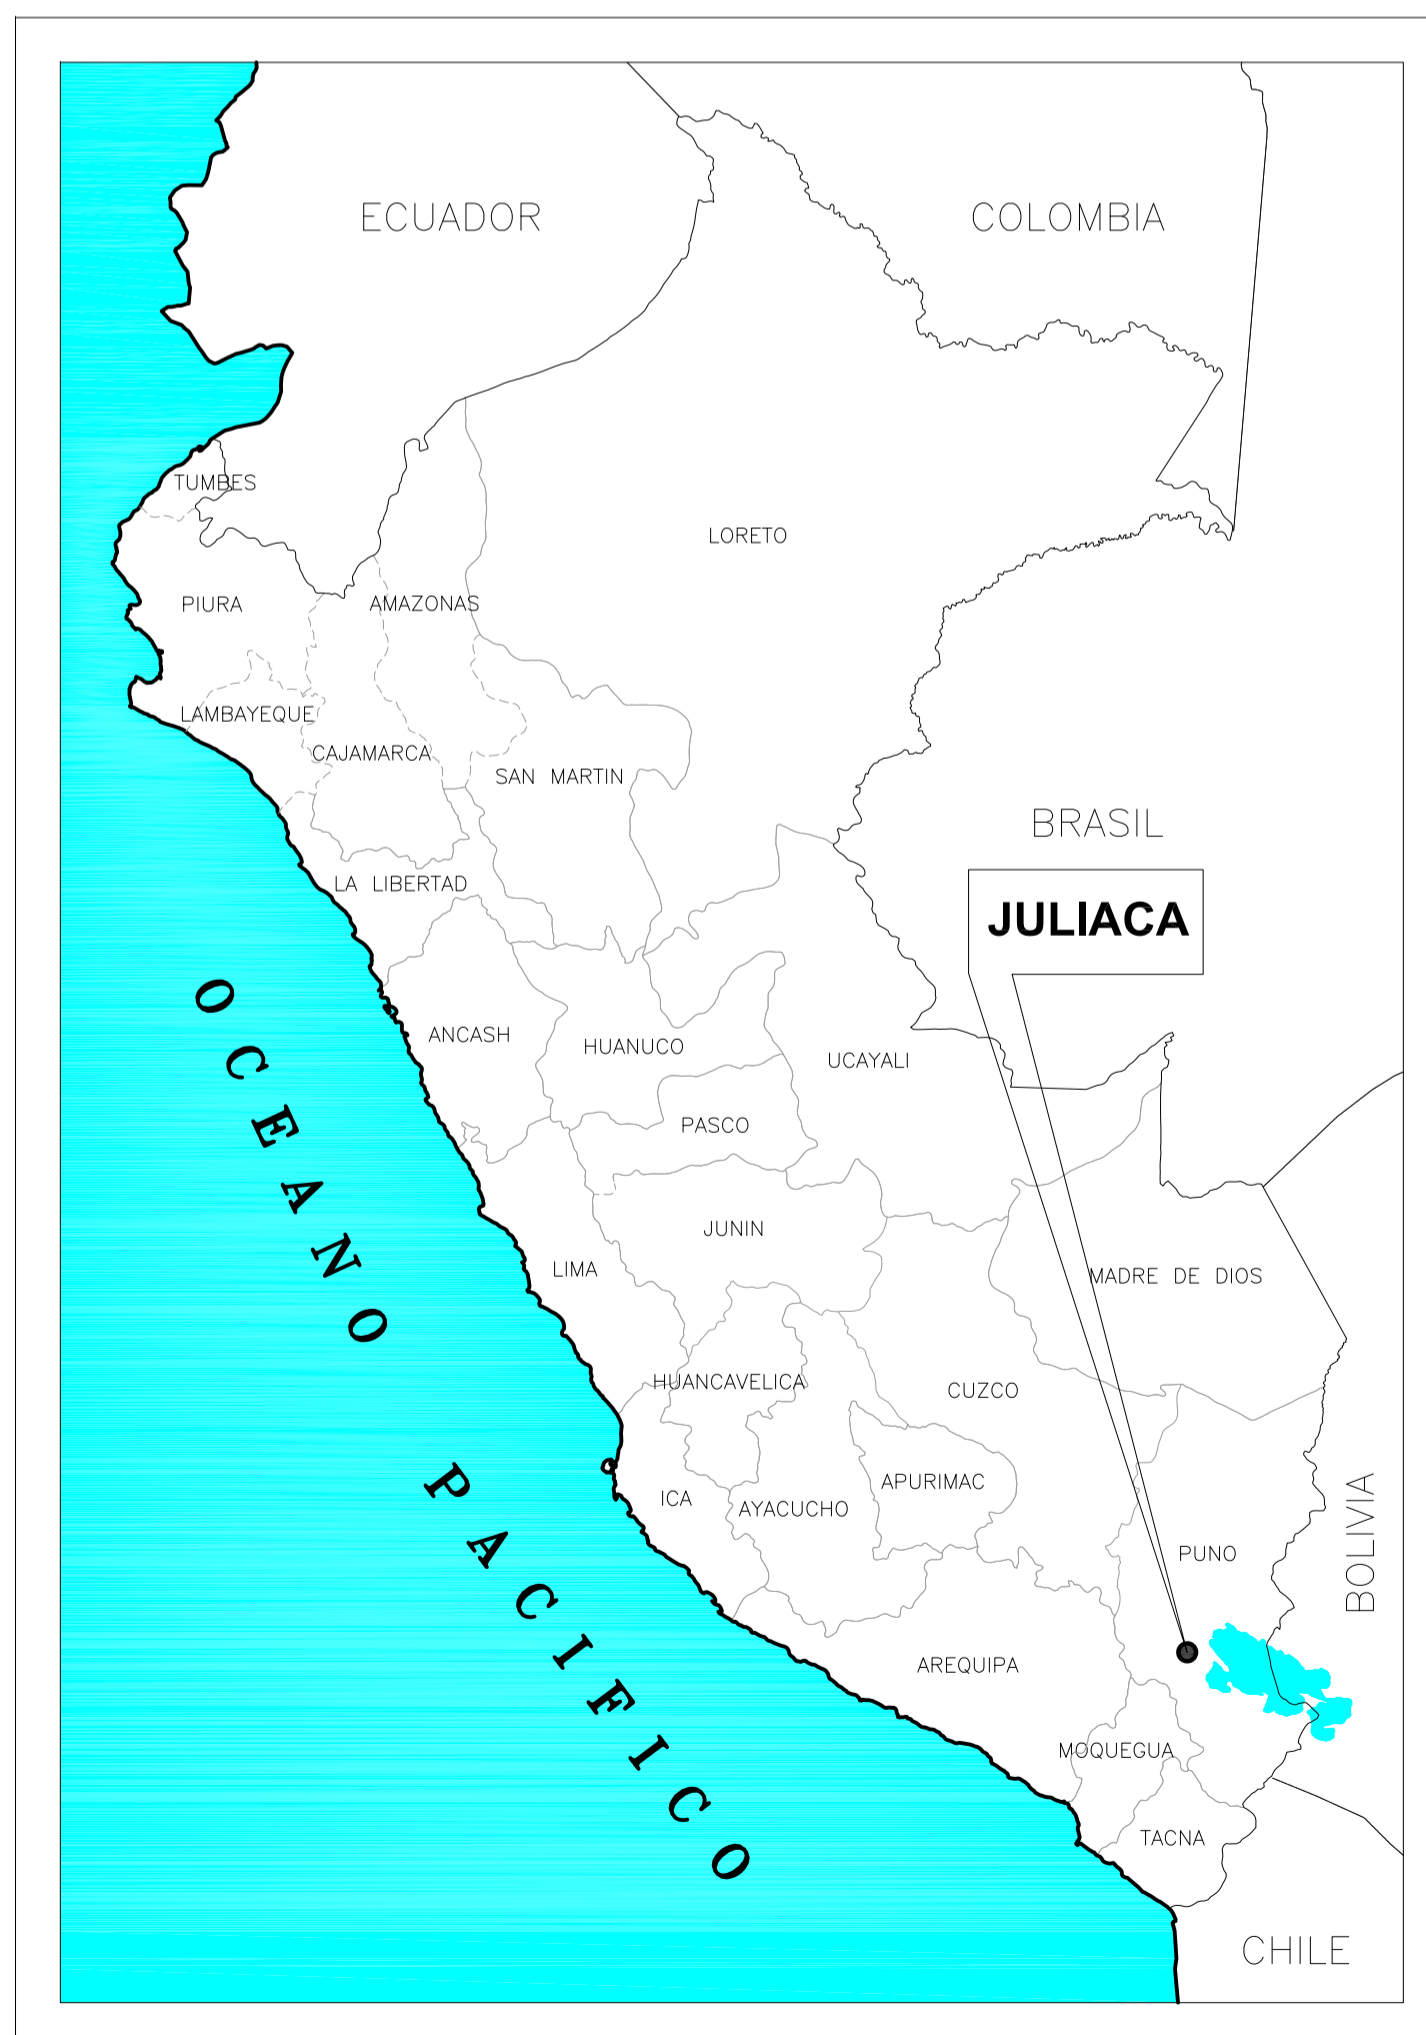 ECUADOR
COLOMBIA
TUMBES
LORETO
PIURA
AMAZONAS
LAMBAYEQUE
CAJAMARCA
SAN MARTIN
BRASIL
LA LIBERTAD
JULIACA
OCEANO PACIFICO
ANCASH
HUANUCO
UCAYALI
PASCO
JUNIN
LIMA
MADRE DE DIOS
HUANCAVELICA
CUZCO
APURIMAC
ICA
AYACUCHO
PUNO
BOLIVIA
AREQUIPA
MOQUEGUA
TACNA
CHILE